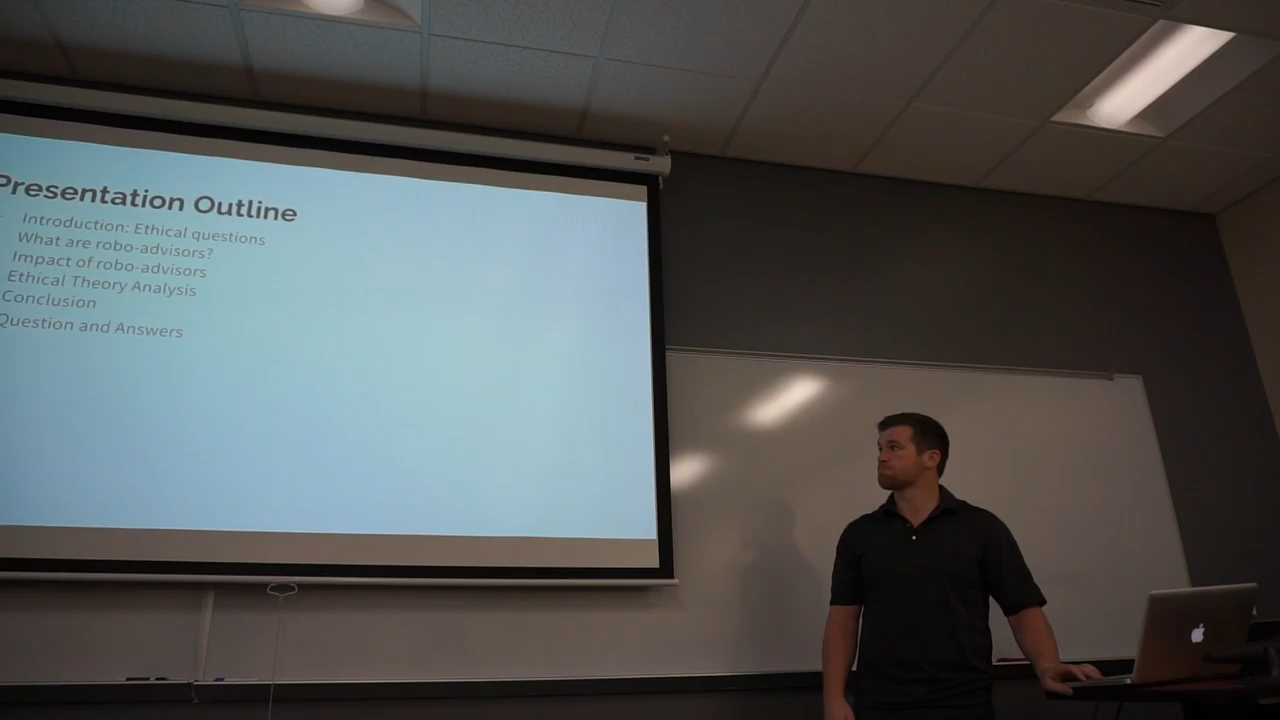 Presentation Outline
Introduction: Ethical questions
What are robo-advisors?
Impact of robo-advisors
Ethical Theory Analysis
Conclusion
Question and Answers